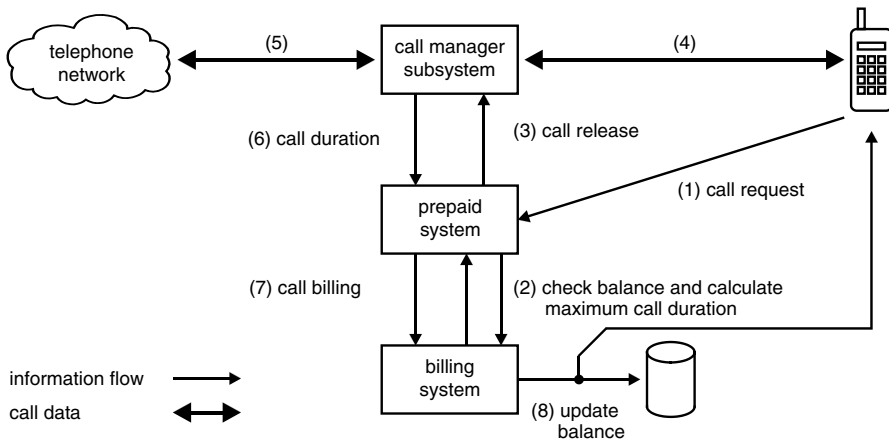 telephone
network
(5)
call manager
subsystem
(4)
(6) call duration
(3) call release
(1) call request
prepaid
system
(7) call billing
(2) check balance and calculate
maximum call duration
billing
system
(8) update
balance
information flow
call data